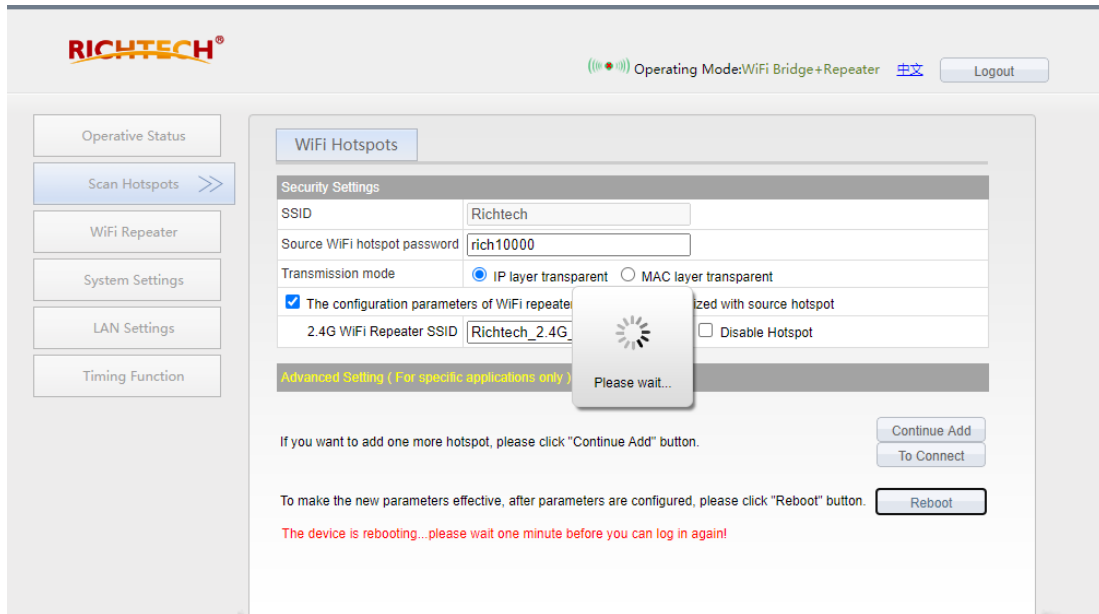 RICHTECH®
Operating Mode:WiFi Bridge+Repeater 中文 Logout
Operative Status
Scan Hotspots
WiFi Repeater
System Settings
LAN Settings
Timing Function
WiFi Hotspots
Security Settings
SSID Richtech
Source WiFi hotspot password rich10000
Transmission mode IP layer transparent MAC layer transparent
The configuration parameters of WiFi repeater ized with source hotspot
2.4G WiFi Repeater SSID Richtech_2.4G_ Disable Hotspot
Please wait...
Advanced Setting ( For specific applications only )
If you want to add one more hotspot, please click "Continue Add" button.
Continue Add
To Connect
To make the new parameters effective, after parameters are configured, please click "Reboot" button. Reboot
The device is rebooting...please wait one minute before you can log in again!